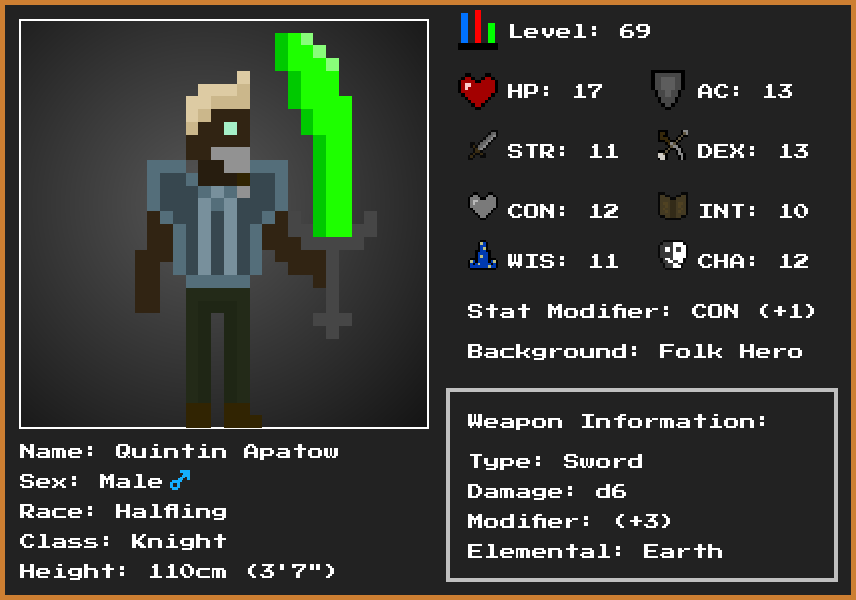 Level: 69
HP: 17
AC: 13
STR: 11
DEX: 13
CON: 12
INT: 10
WIS: 11
CHA: 12
Stat Modifier: CON (+1)
Background: Folk Hero
Weapon Information:
Type: Sword
Damage: d6
Modifier: (+3)
Elemental: Earth
Name: Quintin Apatow
Sex: Male♂
Race: Halfling
Class: Knight
Height: 110cm (3'7")